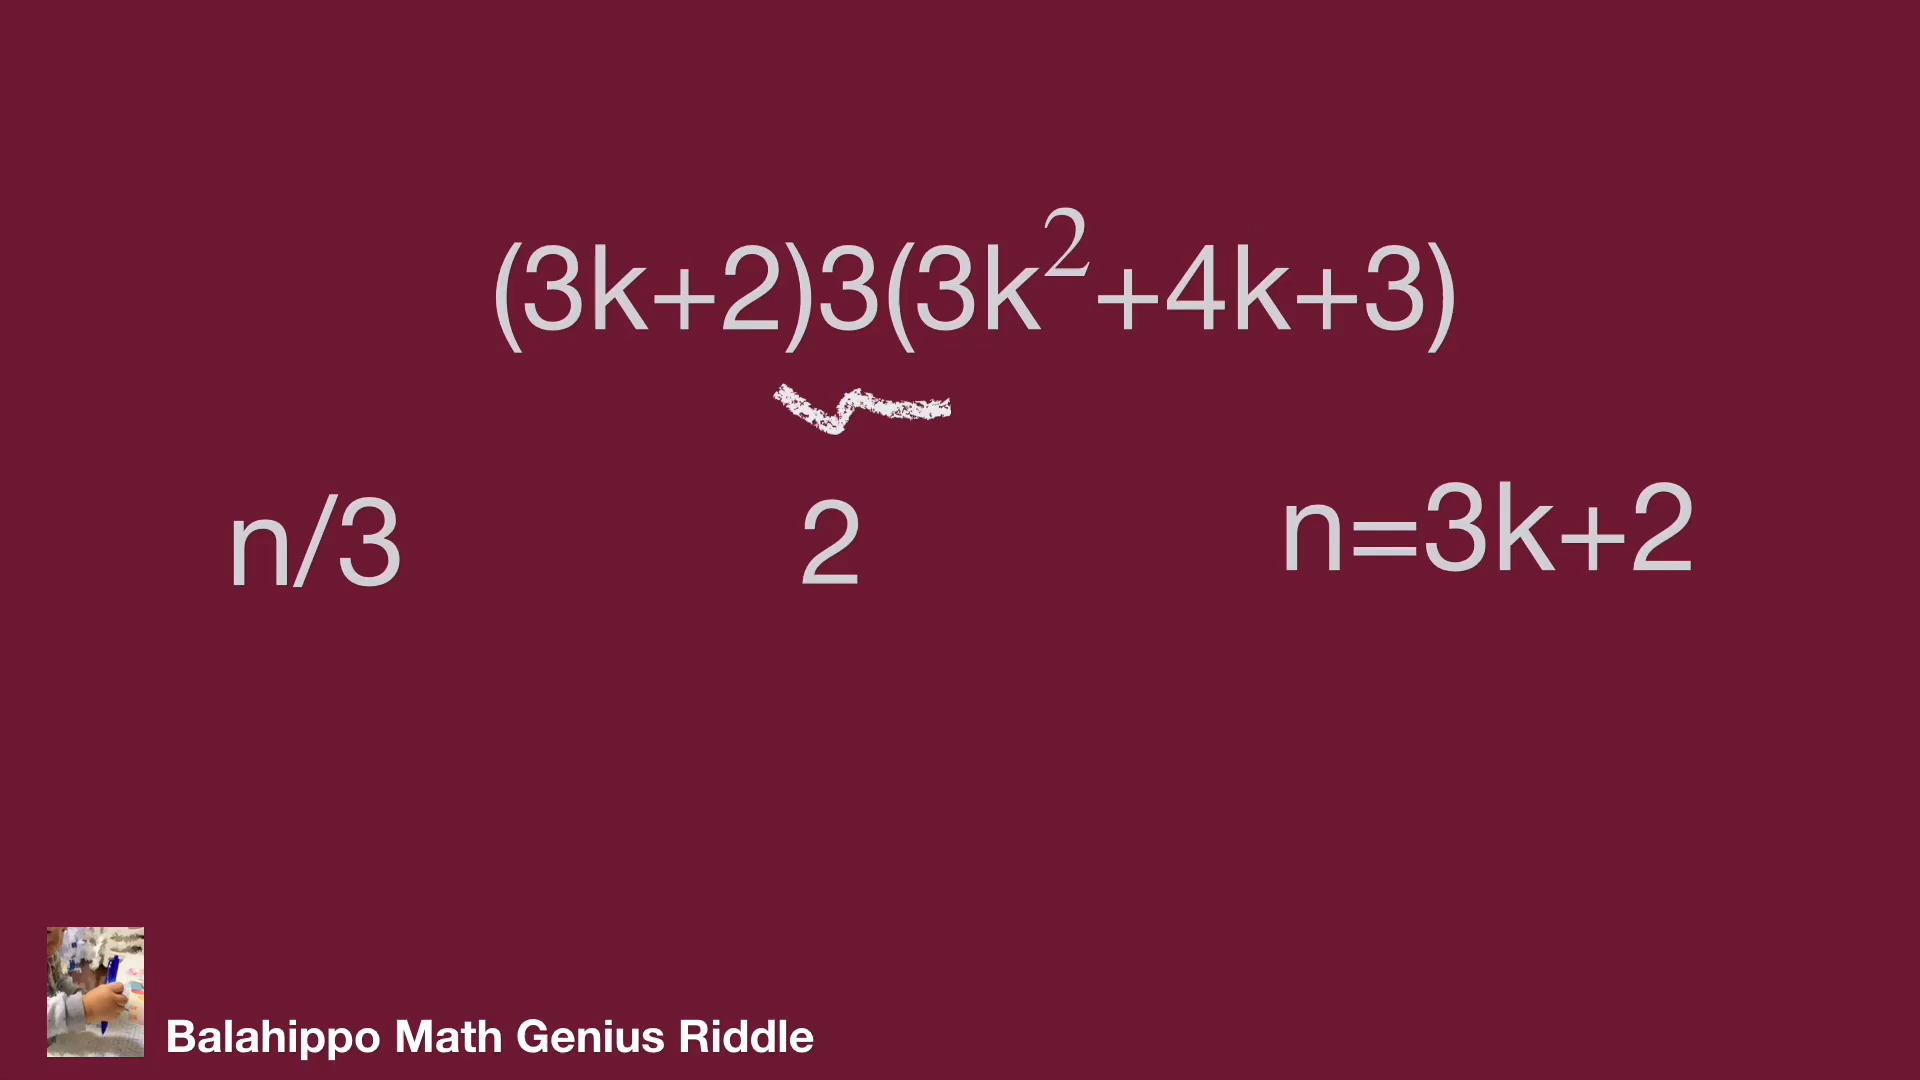 (3k+2)3(3k²+4k+3)
n/3 2 n=3k+2
Balahippo Math Genius Riddle